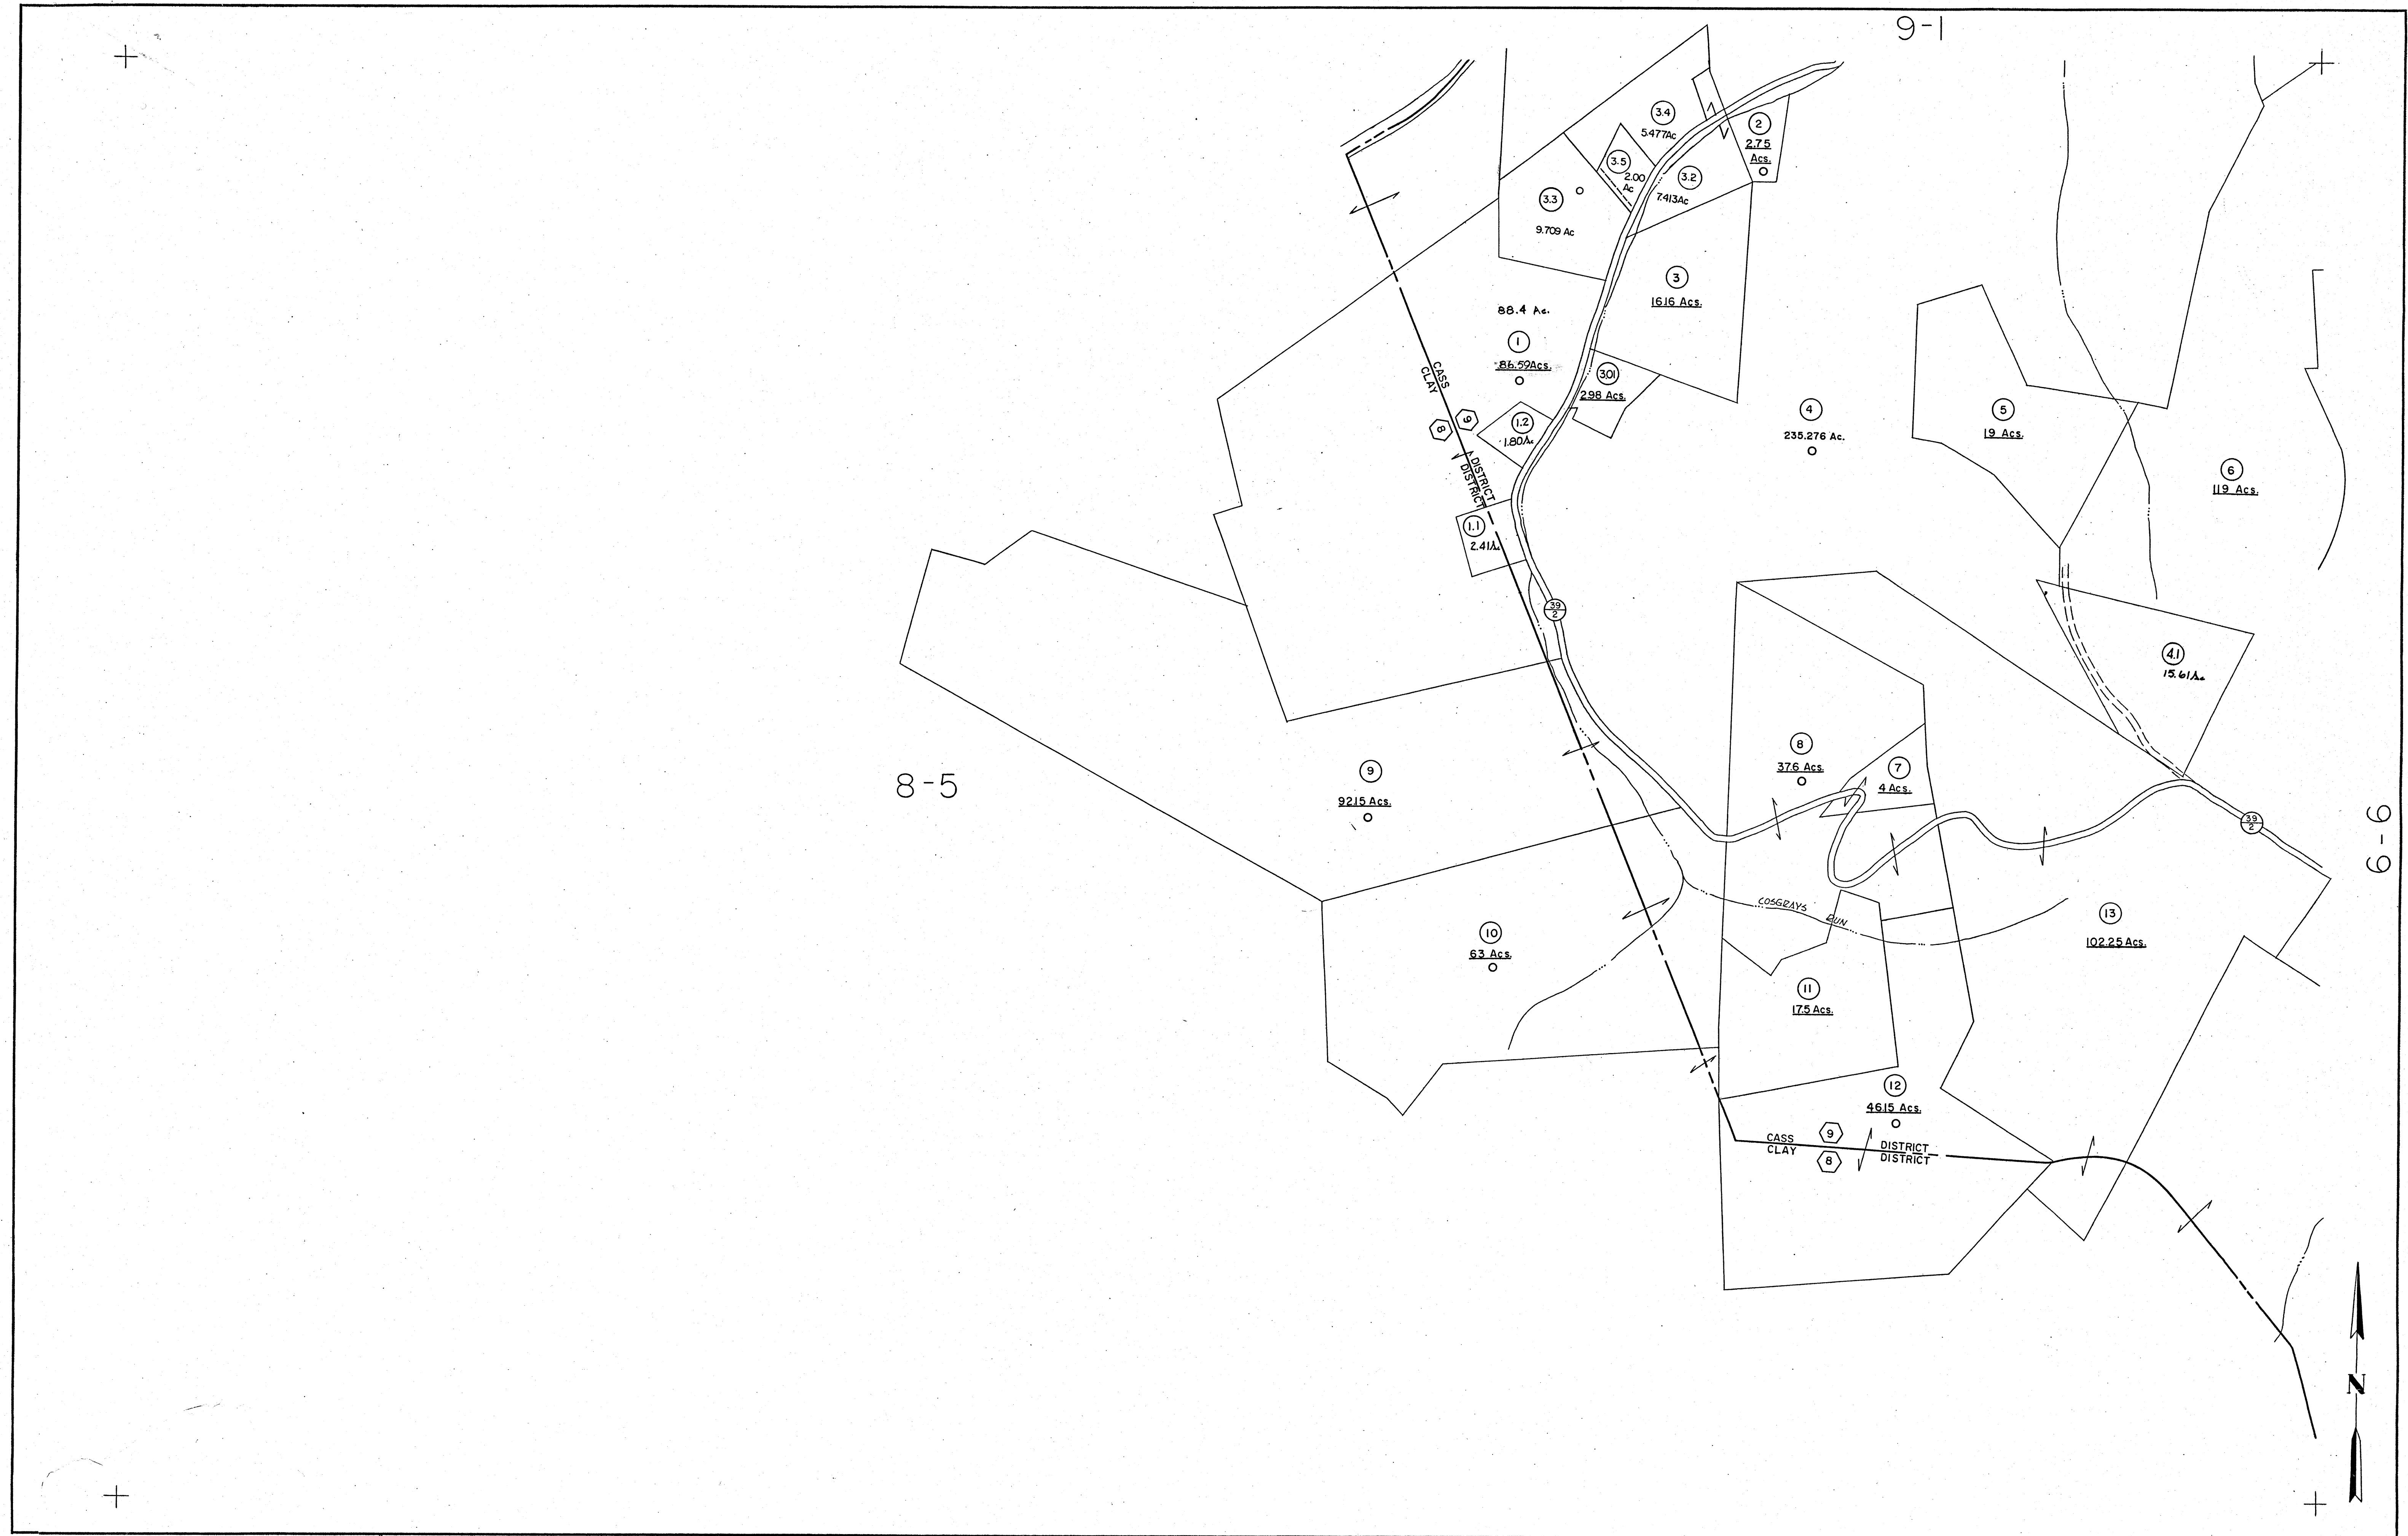 9-1
3.4
5.477Ac
2
2.75
Acs.
3.5
2.00
Ac
3.2
7.413Ac
3.3
9.709 Ac
3
16.16 Acs.
88.4 Ac.
1
86.59Acs.
3.01
2.98 Acs.
CASS
CLAY
8
9
1.2
1.80Ac
DISTRICT
DISTRICT
4
235.276 Ac.
5
19 Acs.
6
119 Acs.
1.1
2.41Ac
39
2
4.1
15.61Ac
8-5
9
92.15 Acs.
8
37.6 Acs.
7
4 Acs.
39
2
9-6
COSGRAYS RUN
10
63 Acs.
13
102.25 Acs.
11
17.5 Acs.
12
46.15 Acs.
CASS 9 DISTRICT
CLAY 8 DISTRICT
N